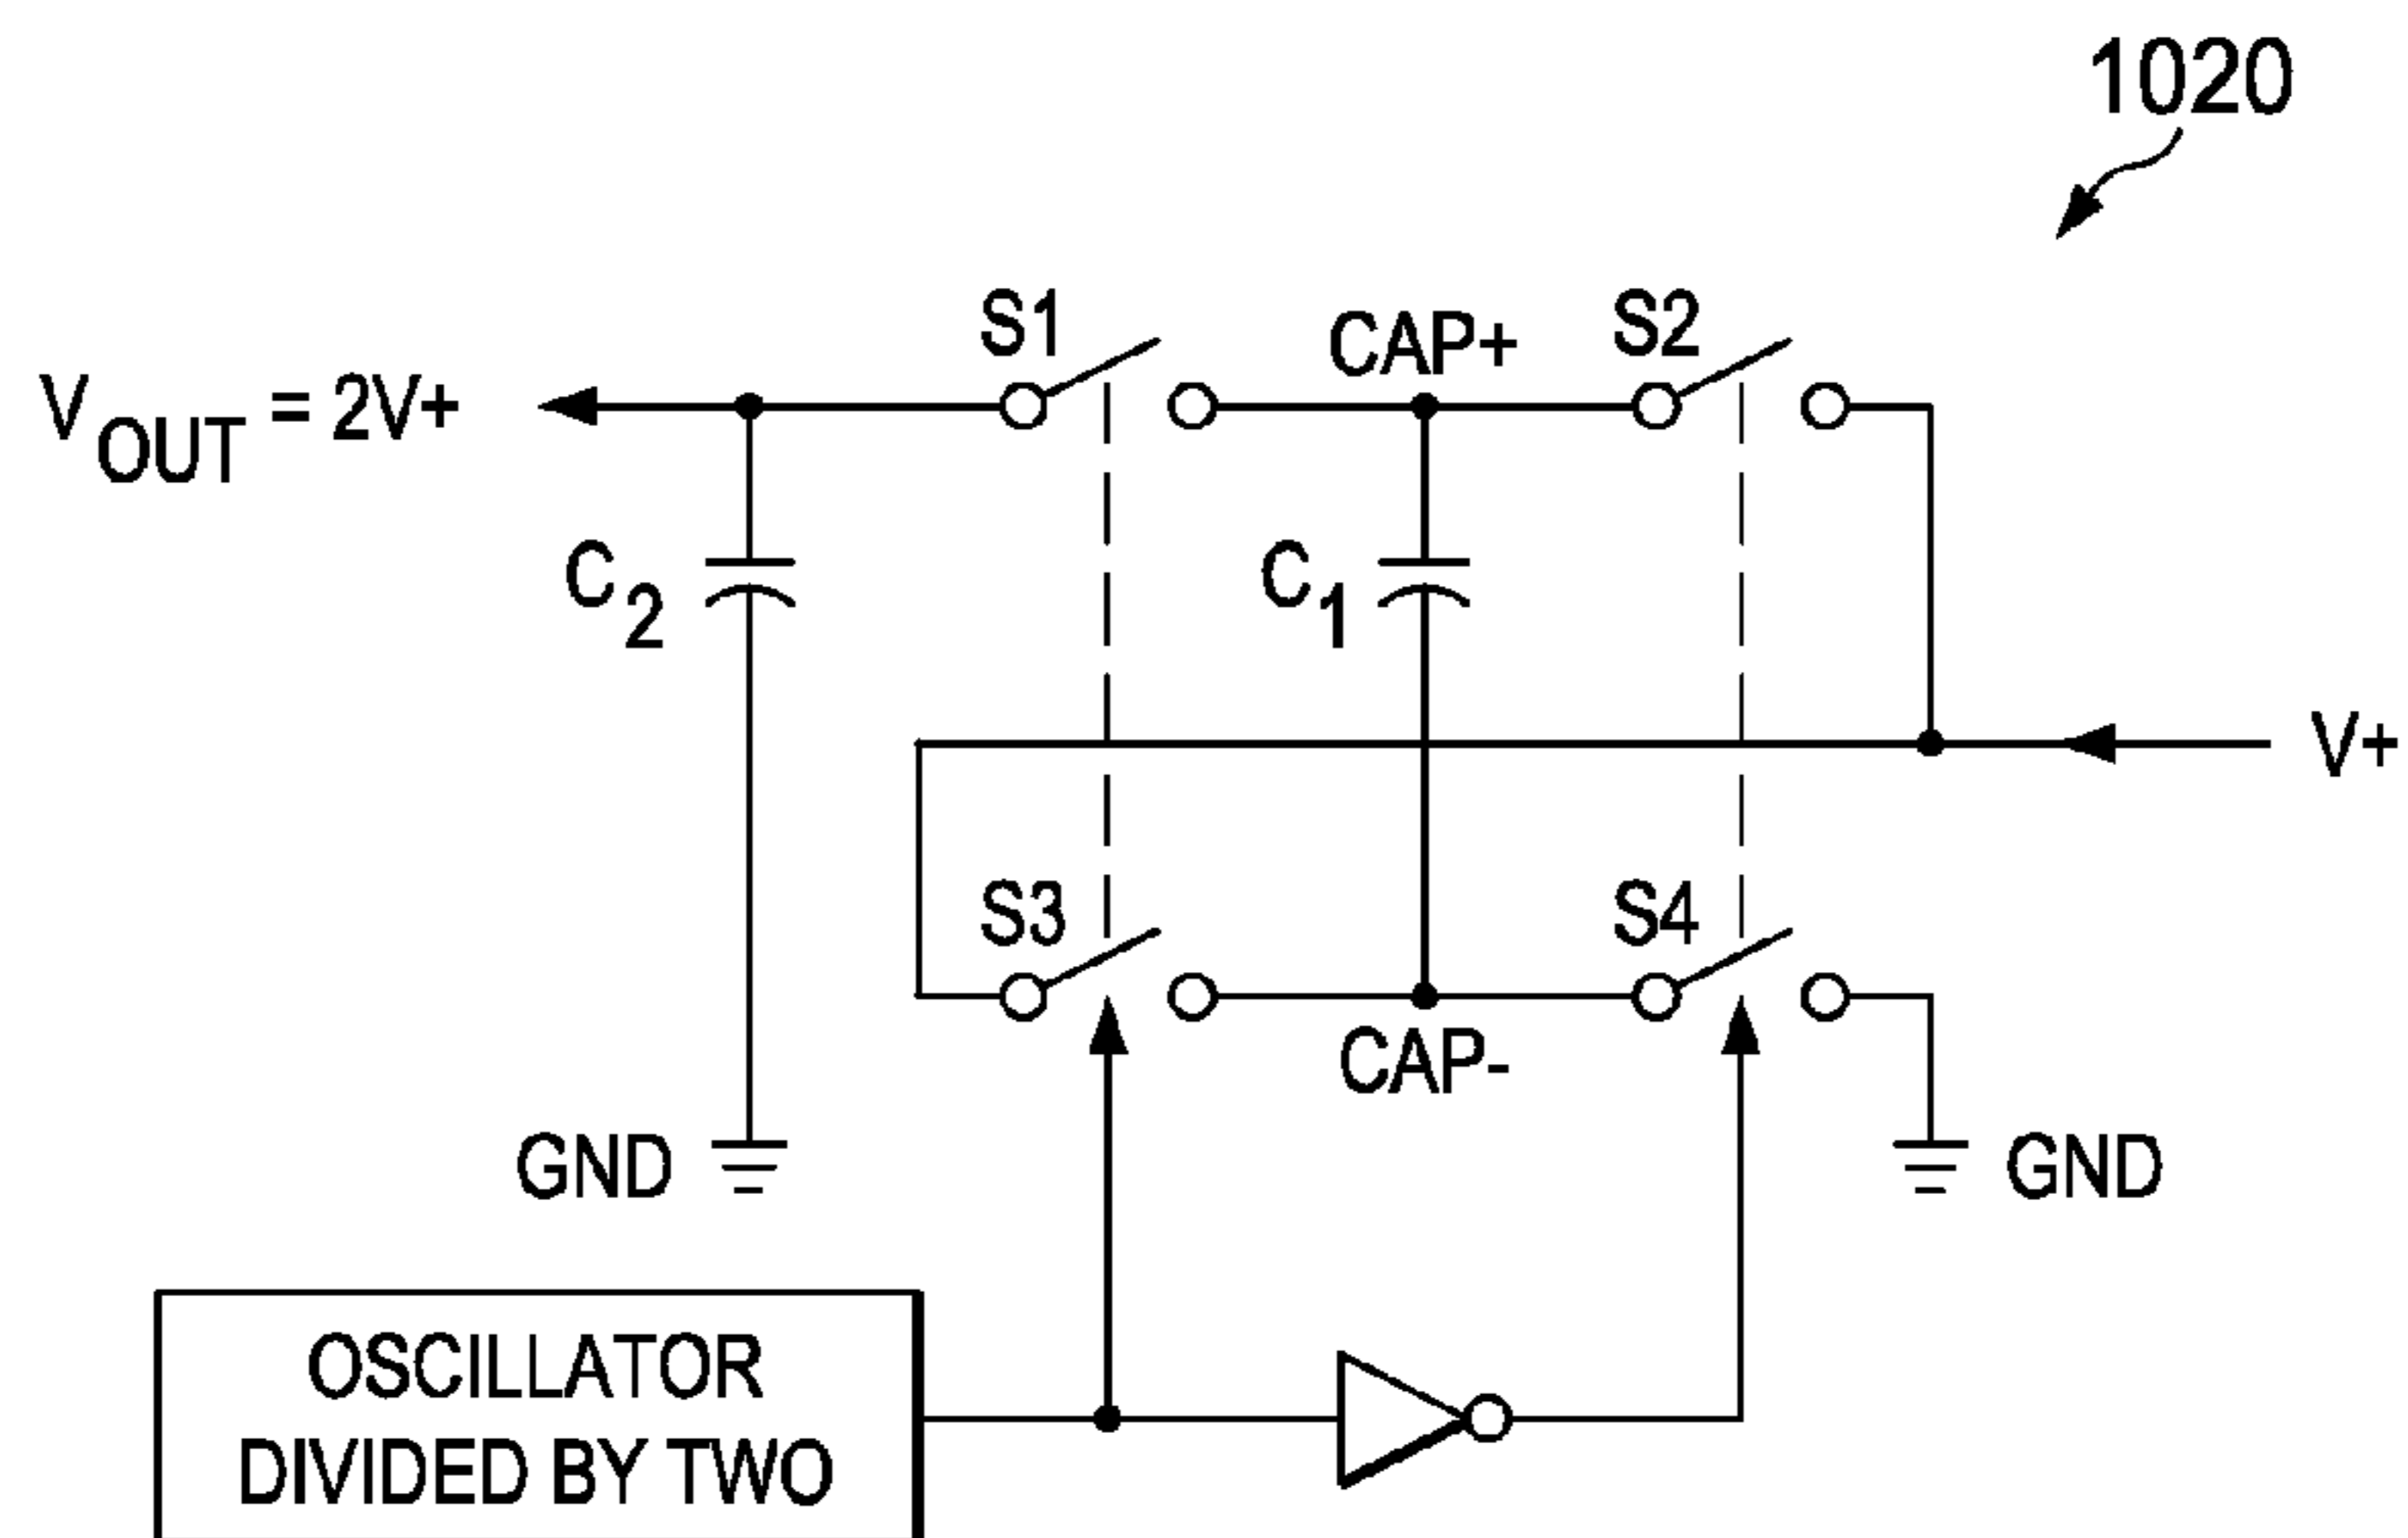 1020
S1
CAP+
S2
VOUT = 2V+
C2
C1
V+
S3
S4
CAP-
GND
GND
OSCILLATOR
DIVIDED BY TWO